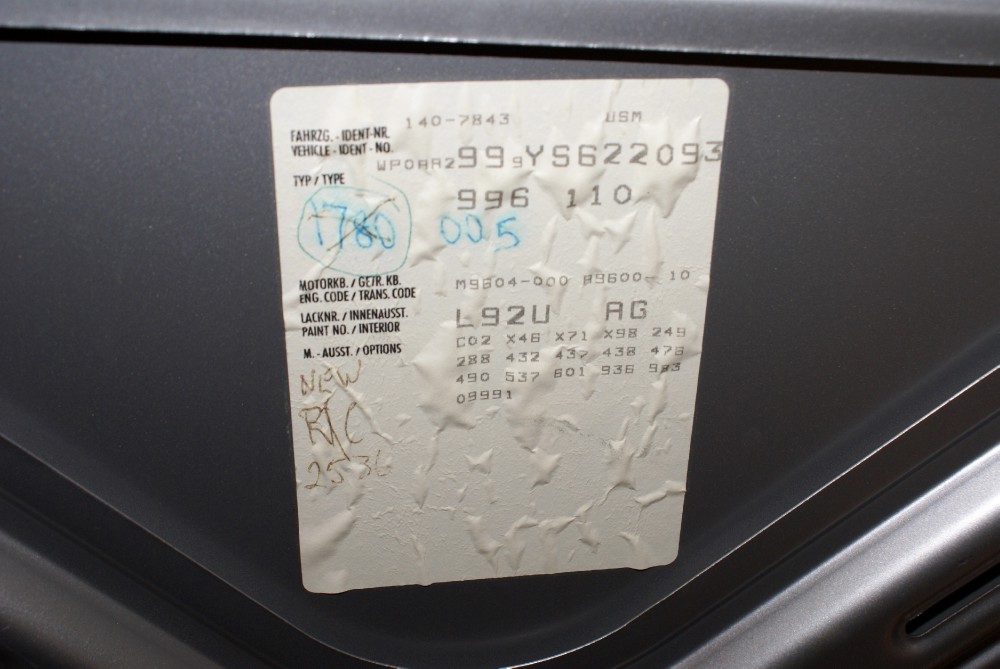 140-7843 USM
FAHRZG. - IDENT-NR.
VEHICLE - IDENT - NO.
WP0AA2999YS622093
TYP / TYPE
996 110
1780 005
MOTORKB. / GETR. KB. M9604-000 89600- 10
ENG. CODE / TRANS. CODE
LACKNR. / INNENAUSST. L92U AG
PAINT NO. / INTERIOR
C02 X46 X71 X98 249
M. - AUSST. / OPTIONS 288 432 437 438 478
490 537 601 936 983
09991
NEW
2536